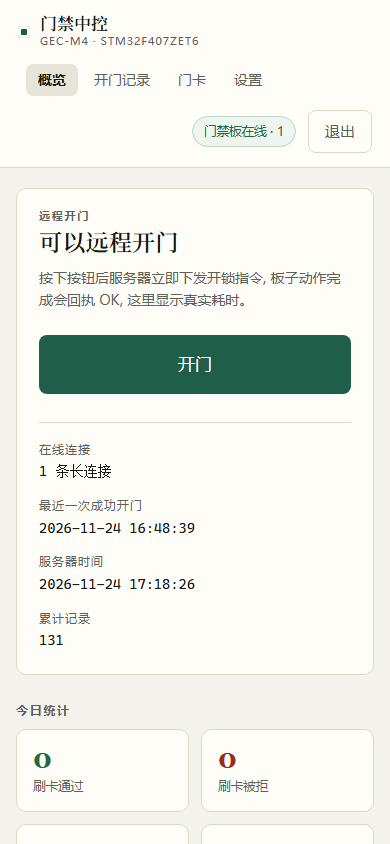 门禁中控
GEC-M4 · STM32F407ZET6
概览 开门记录 门卡 设置
门禁板在线 · 1 退出
远程开门
可以远程开门
按下按钮后服务器立即下发开锁指令, 板子动作完
成会回执 OK, 这里显示真实耗时。
开门
在线连接
1 条长连接
最近一次成功开门
2026-11-24 16:48:39
服务器时间
2026-11-24 17:18:26
累计记录
131
今日统计
0 0
刷卡通过 刷卡被拒